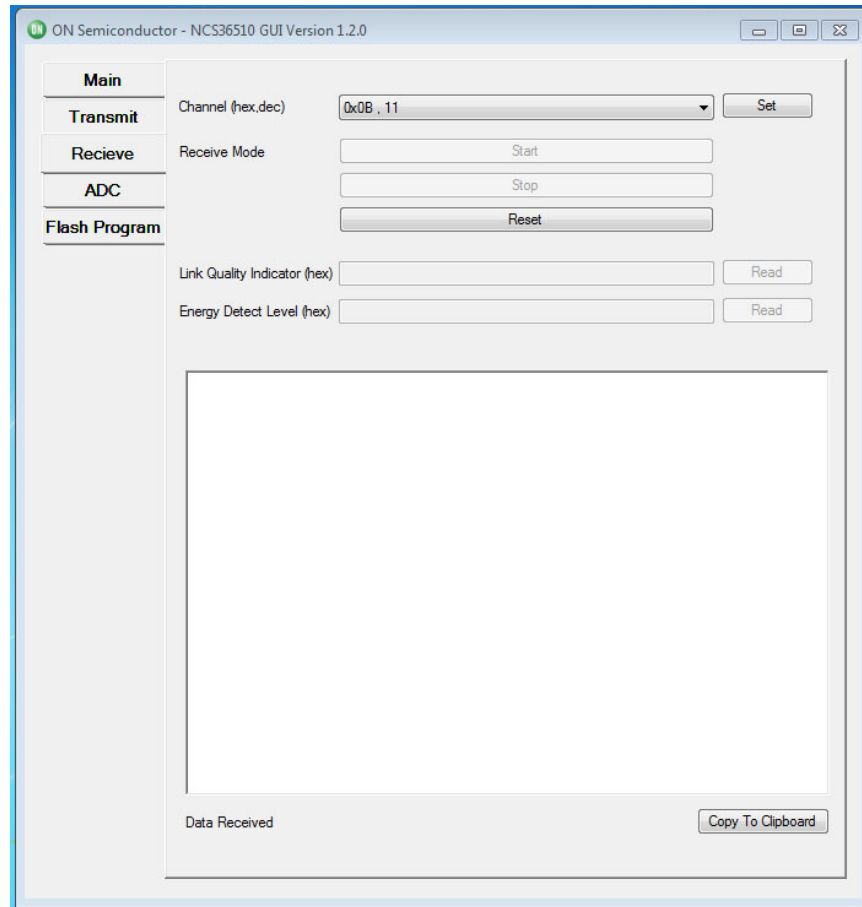 ON ON Semiconductor - NCS36510 GUI Version 1.2.0
Main
Transmit
Recieve
ADC
Flash Program
Channel (hex,dec) 0x0B , 11 Set
Receive Mode Start
Stop
Reset
Link Quality Indicator (hex) Read
Energy Detect Level (hex) Read
Data Received Copy To Clipboard